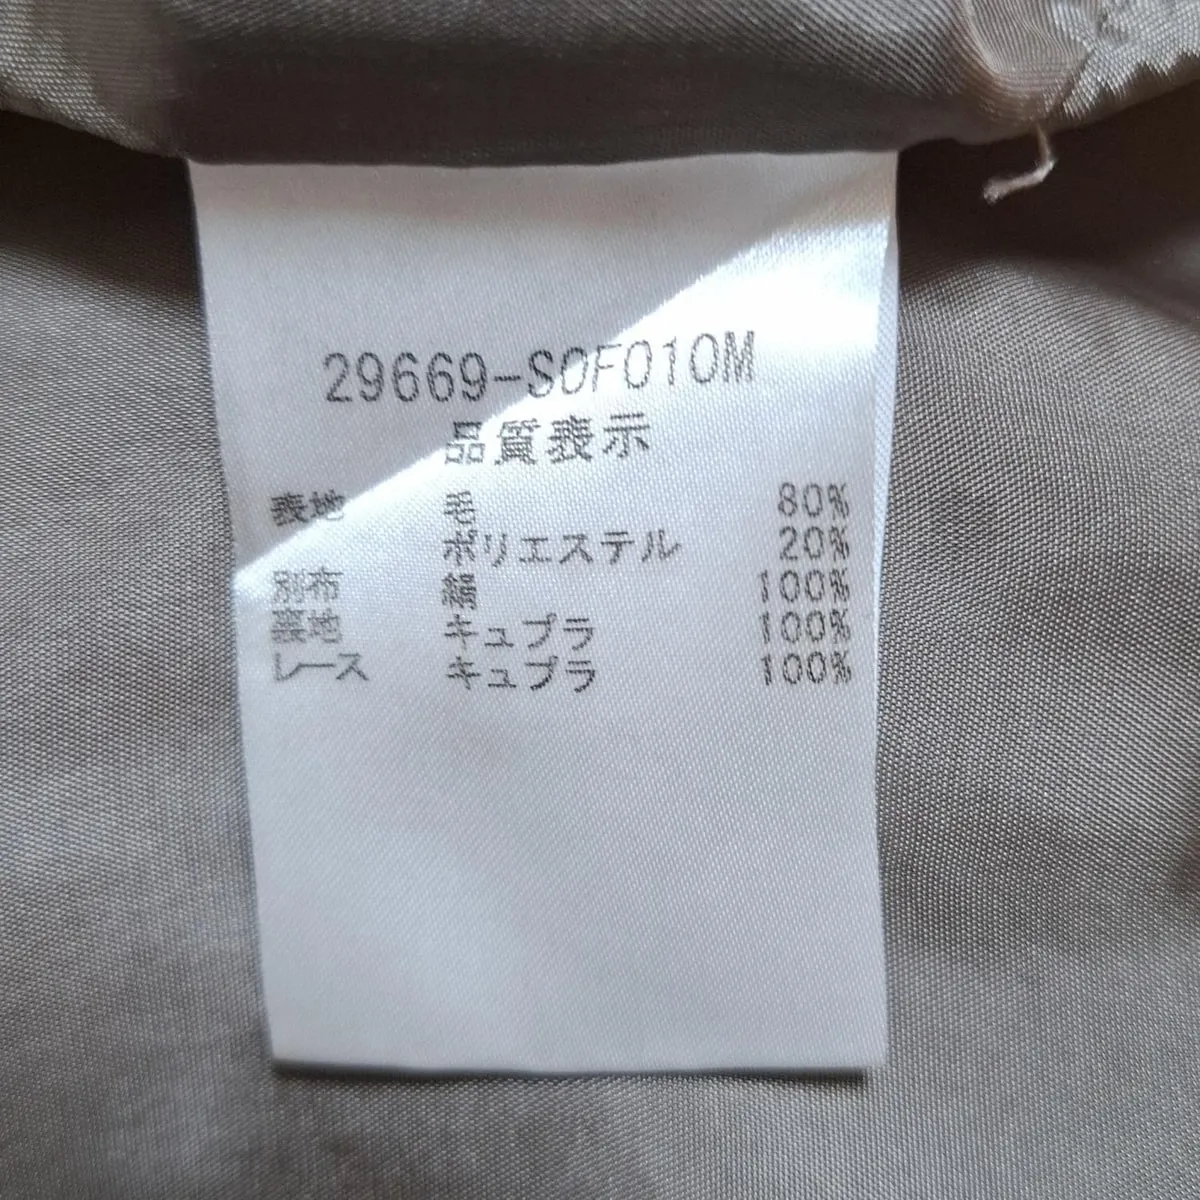 29669-SOF010M
品質表示
表地 毛 80%
ポリエステル 20%
別布 絹 100%
裏地 キュプラ 100%
レース キュプラ 100%